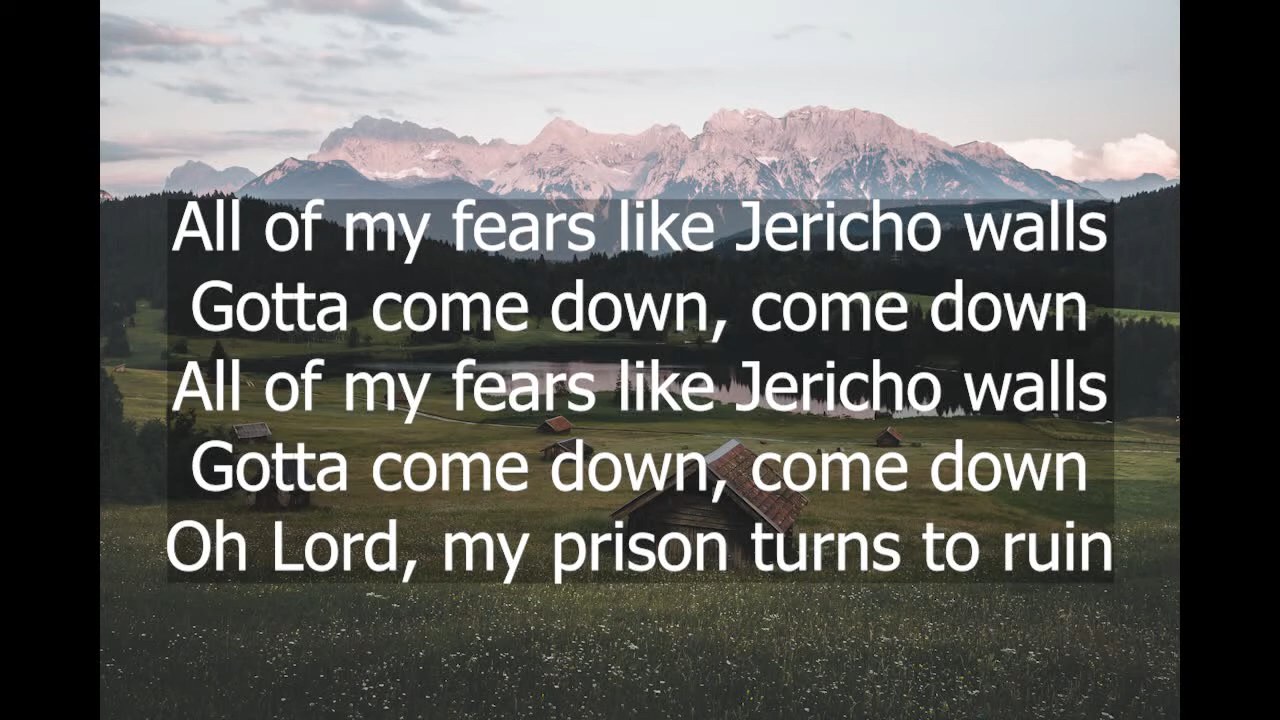 All of my fears like Jericho walls
Gotta come down, come down
All of my fears like Jericho walls
Gotta come down, come down
Oh Lord, my prison turns to ruin